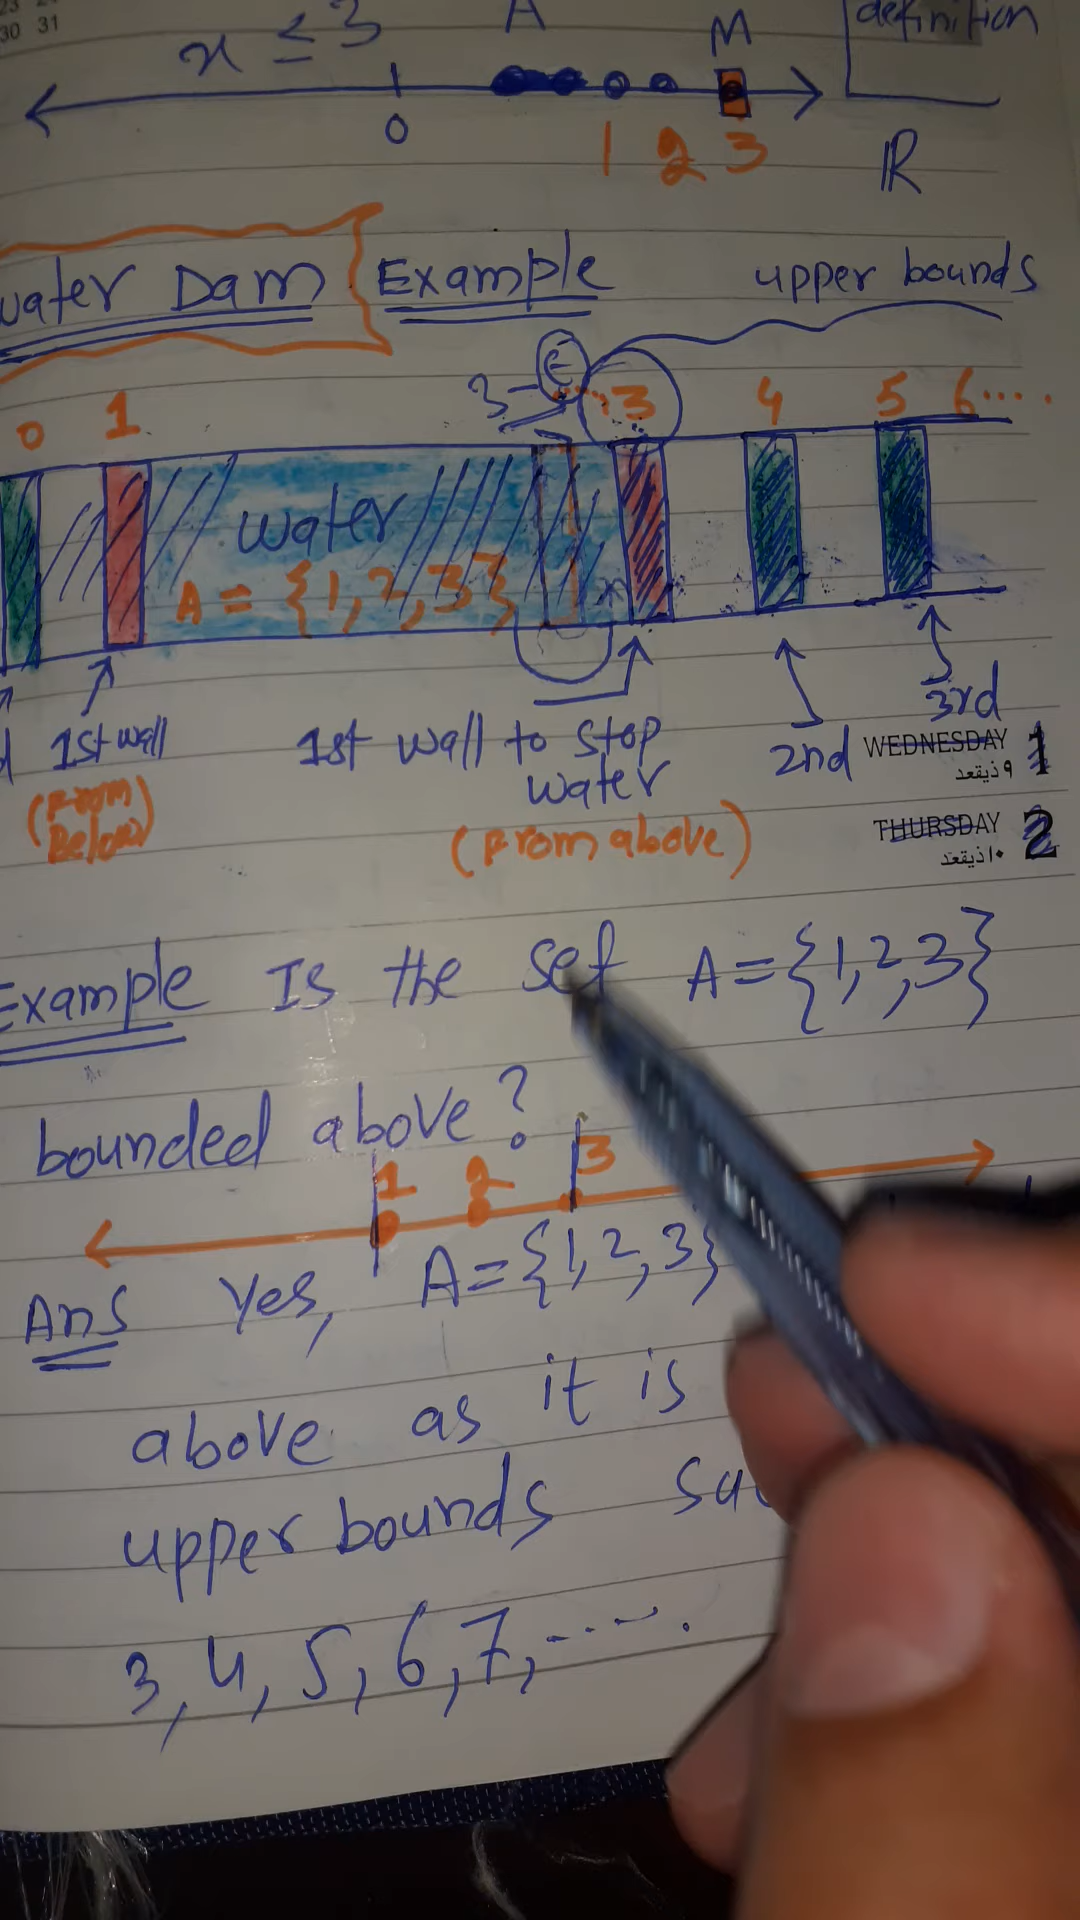 30 31
x ≤ 3
A
M
definition
0
1 2 3
ℝ
water Dam
Example
upper bounds
3-ε
0 1 3 4 5 6....
water
A = {1,2,3}
1st wall
(From Below)
1st wall to stop
water
(From above)
2nd
3rd
WEDNESDAY 1
٩ ذیقعد
THURSDAY 2
١٠ ذیقعد
Example Is the set A={1,2,3}
bounded above?
1 2 3
Ans Yes, A={1,2,3}
above as it is
upper bounds
3, 4, 5, 6, 7, ....